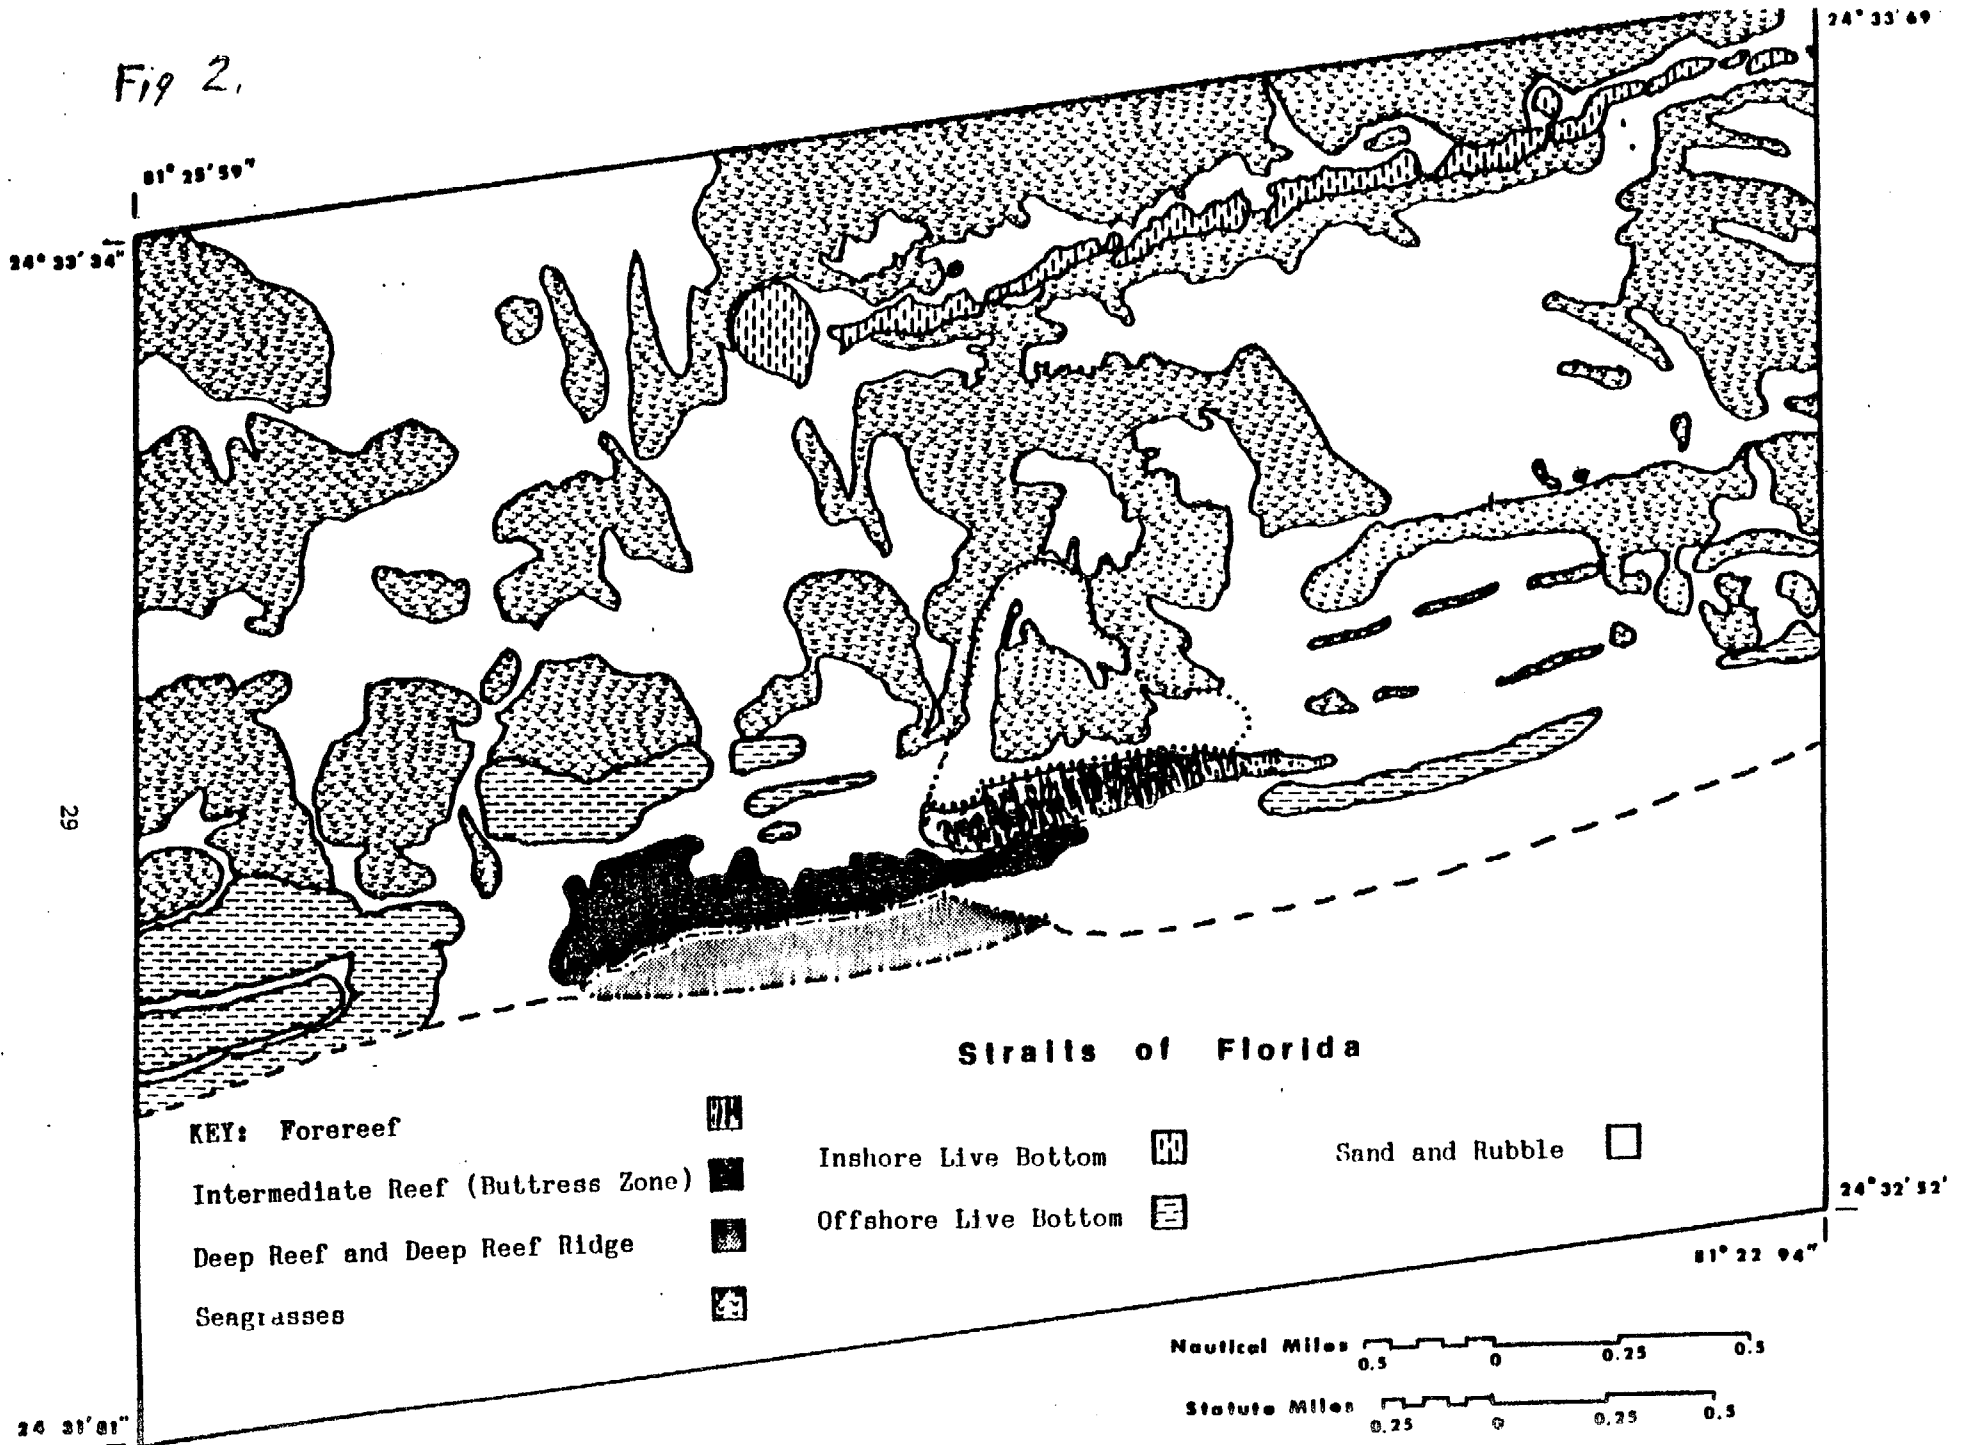 Fig 2.
24° 33' 69
81° 25' 59"
24° 33' 34"
29
Straits of Florida
KEY: Forereef
Intermediate Reef (Buttress Zone)
Deep Reef and Deep Reef Ridge
Seagrasses
Inshore Live Bottom
Offshore Live Bottom
Sand and Rubble
24° 32' 52'
81° 22 94"
Nautical Miles
0.5 0 0.25 0.5
Statute Miles
0.25 0 0.25 0.5
24 31' 81"